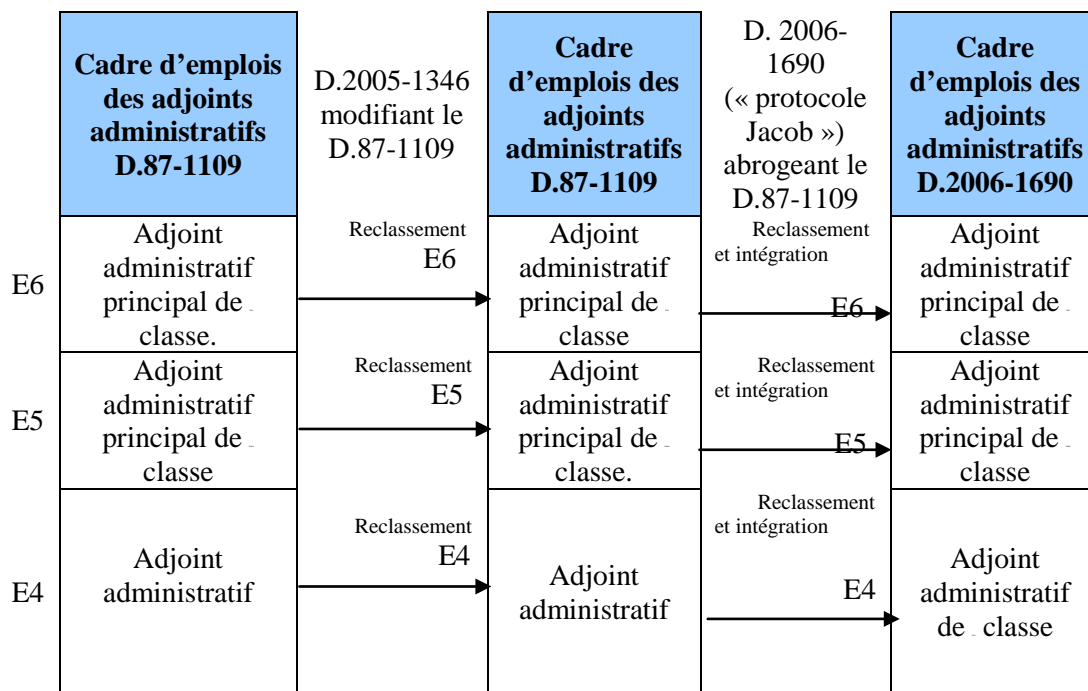 Cadre d’emplois
des adjoints
administratifs
D.87-1109
D.2005-1346
modifiant le
D.87-1109
Cadre
d’emplois des
adjoints
administratifs
D.87-1109
D. 2006-
1690
(« protocole
Jacob »)
abrogeant le
D.87-1109
Cadre
d’emplois des
adjoints
administratifs
D.2006-1690
E6
Adjoint
administratif
principal de
classe.
Reclassement
E6
Adjoint
administratif
principal de
classe
Reclassement
et intégration
E6
Adjoint
administratif
principal de
classe
E5
Adjoint
administratif
principal de
classe
Reclassement
E5
Adjoint
administratif
principal de
classe.
Reclassement
et intégration
E5
Adjoint
administratif
principal de
classe
E4
Adjoint
administratif
Reclassement
E4
Adjoint
administratif
Reclassement
et intégration
E4
Adjoint
administratif
de classe